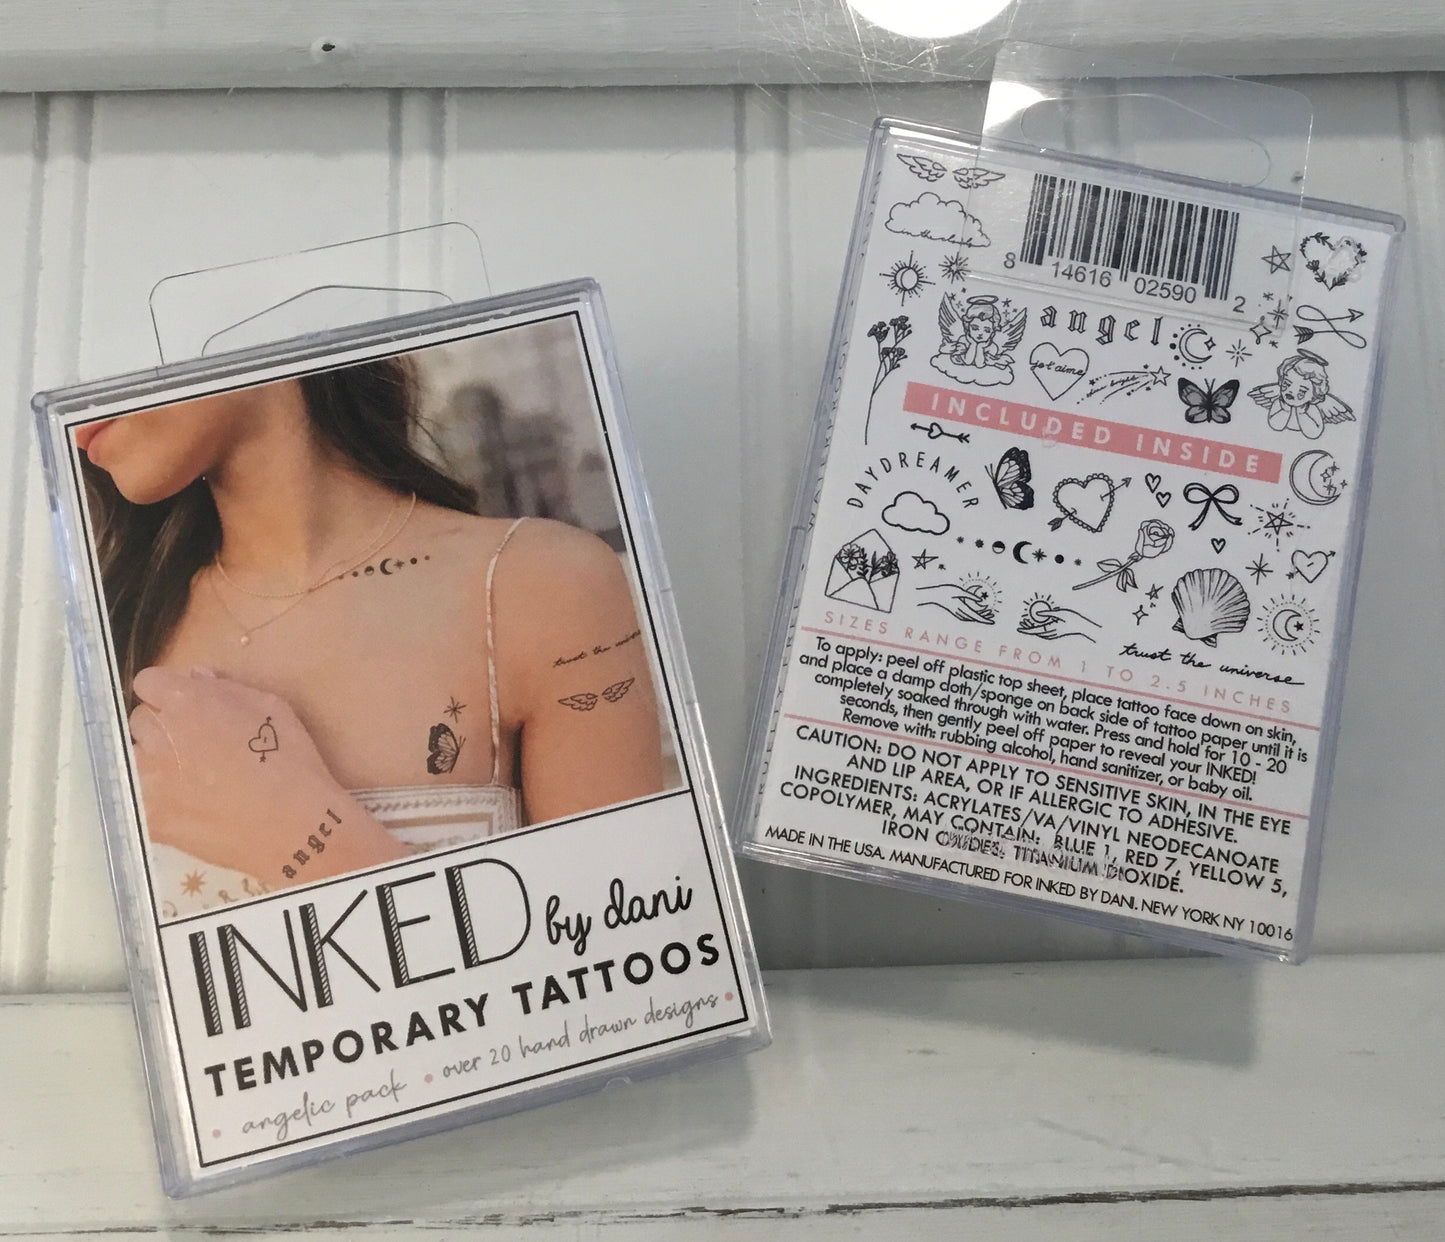 trust the universe
angel
INKED by dani
TEMPORARY TATTOOS
angelic pack • over 20 hand drawn designs
8 14616 02590 2
in the clouds
angel
je t'aime
INCLUDED INSIDE
DAYDREAMER
trust the universe
SIZES RANGE FROM 1 TO 2.5 INCHES
To apply: peel off plastic top sheet, place tattoo face down on skin,
and place a damp cloth/sponge on back side of tattoo paper until it is
completely soaked through with water. Press and hold for 10 - 20
seconds, then gently peel off paper to reveal your INKED!
Remove with: rubbing alcohol, hand sanitizer, or baby oil.
CAUTION: DO NOT APPLY TO SENSITIVE SKIN, IN THE EYE
AND LIP AREA, OR IF ALLERGIC TO ADHESIVE.
INGREDIENTS: ACRYLATES/VA/VINYL NEODECANOATE
COPOLYMER, MAY CONTAIN: BLUE 1, RED 7, YELLOW 5,
IRON OXIDES, TITANIUM DIOXIDE.
MADE IN THE USA. MANUFACTURED FOR INKED BY DANI. NEW YORK NY 10016